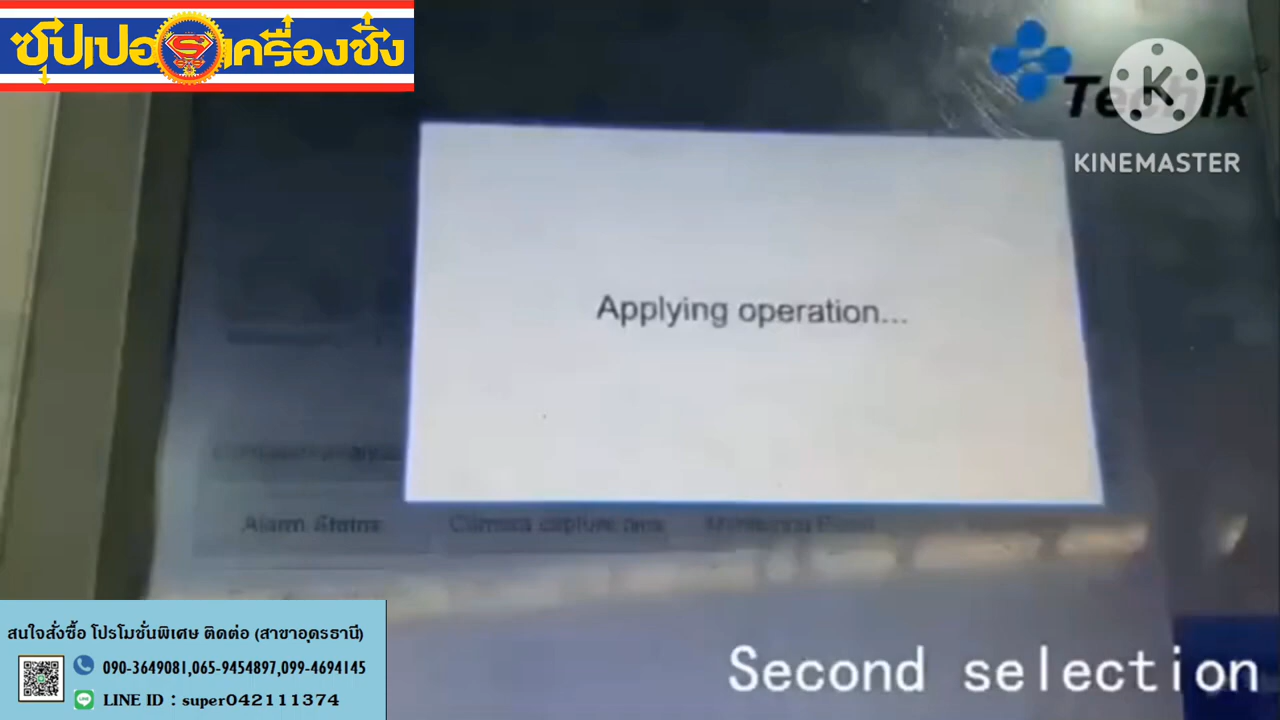 ซุปเปอร์เครื่องชั่ง
Techik
KINEMASTER
Applying operation...
Alarm Status
Camera capture
Second selection
สนใจสั่งซื้อ โปรโมชั่นพิเศษ ติดต่อ (สาขาอุดรธานี)
090-3649081,065-9454897,099-4694145
LINE ID : super042111374